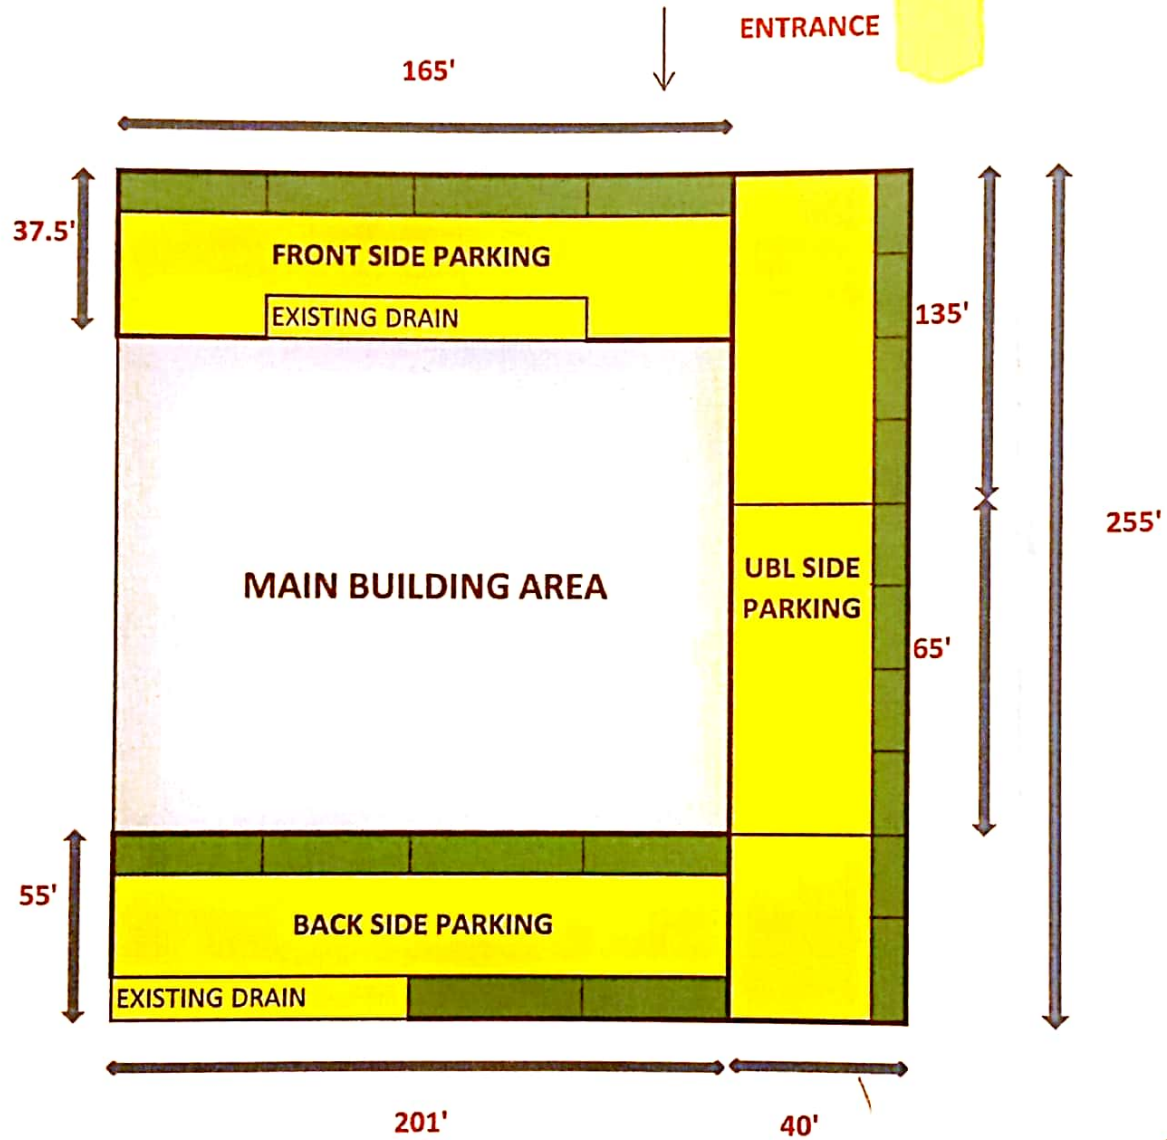 ENTRANCE
165'
37.5'
FRONT SIDE PARKING
EXISTING DRAIN
135'
255'
MAIN BUILDING AREA
UBL SIDE
PARKING
65'
55'
BACK SIDE PARKING
EXISTING DRAIN
201'
40'